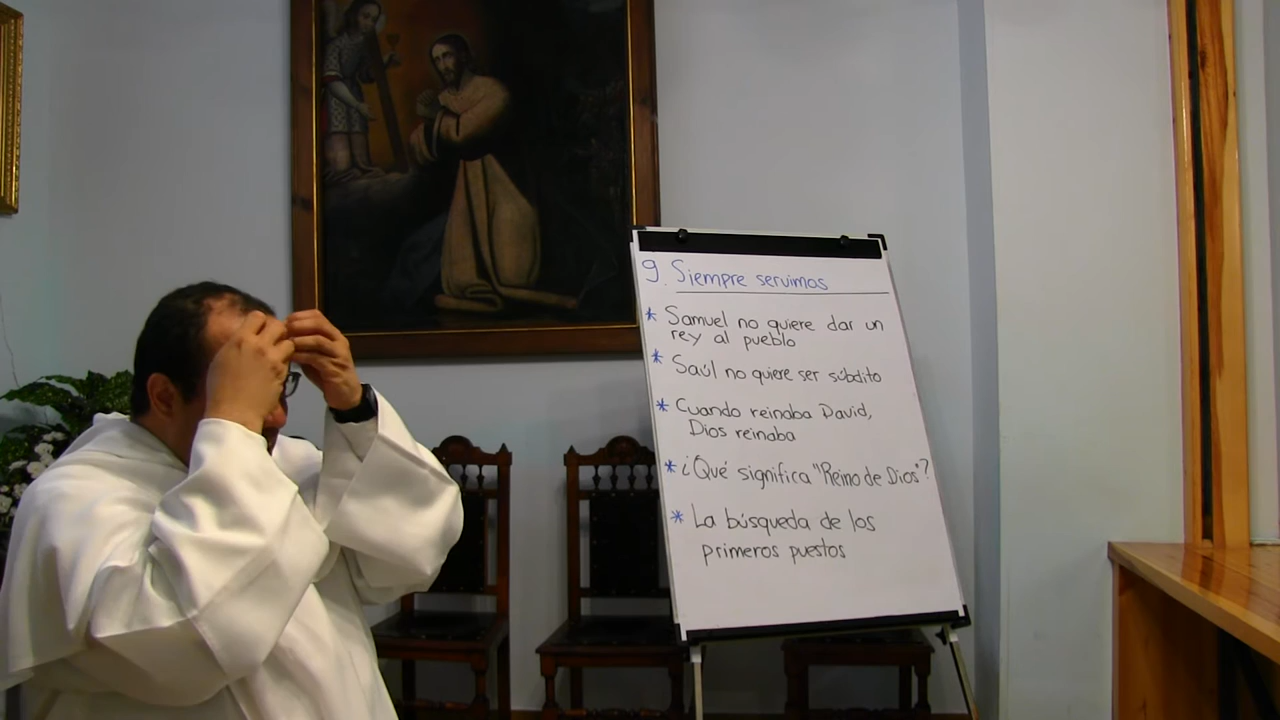 9. Siempre servimos
* Samuel no quiere dar un
rey al pueblo
* Saúl no quiere ser súbdito
* Cuando reinaba David,
Dios reinaba
* ¿Qué significa "Reino de Dios"?
* La búsqueda de los
primeros puestos